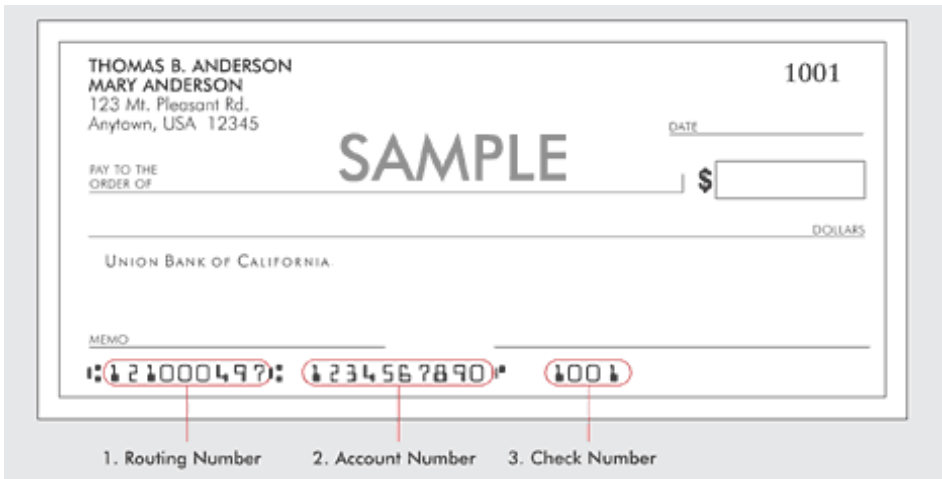 THOMAS B. ANDERSON
MARY ANDERSON
1001
123 Mt. Pleasant Rd.
Anytown, USA 12345
DATE
SAMPLE
PAY TO THE
ORDER OF
$
DOLLARS
UNION BANK OF CALIFORNIA
MEMO
⑆121000497⑆ 1234567890⑈ 1001
1. Routing Number 2. Account Number 3. Check Number